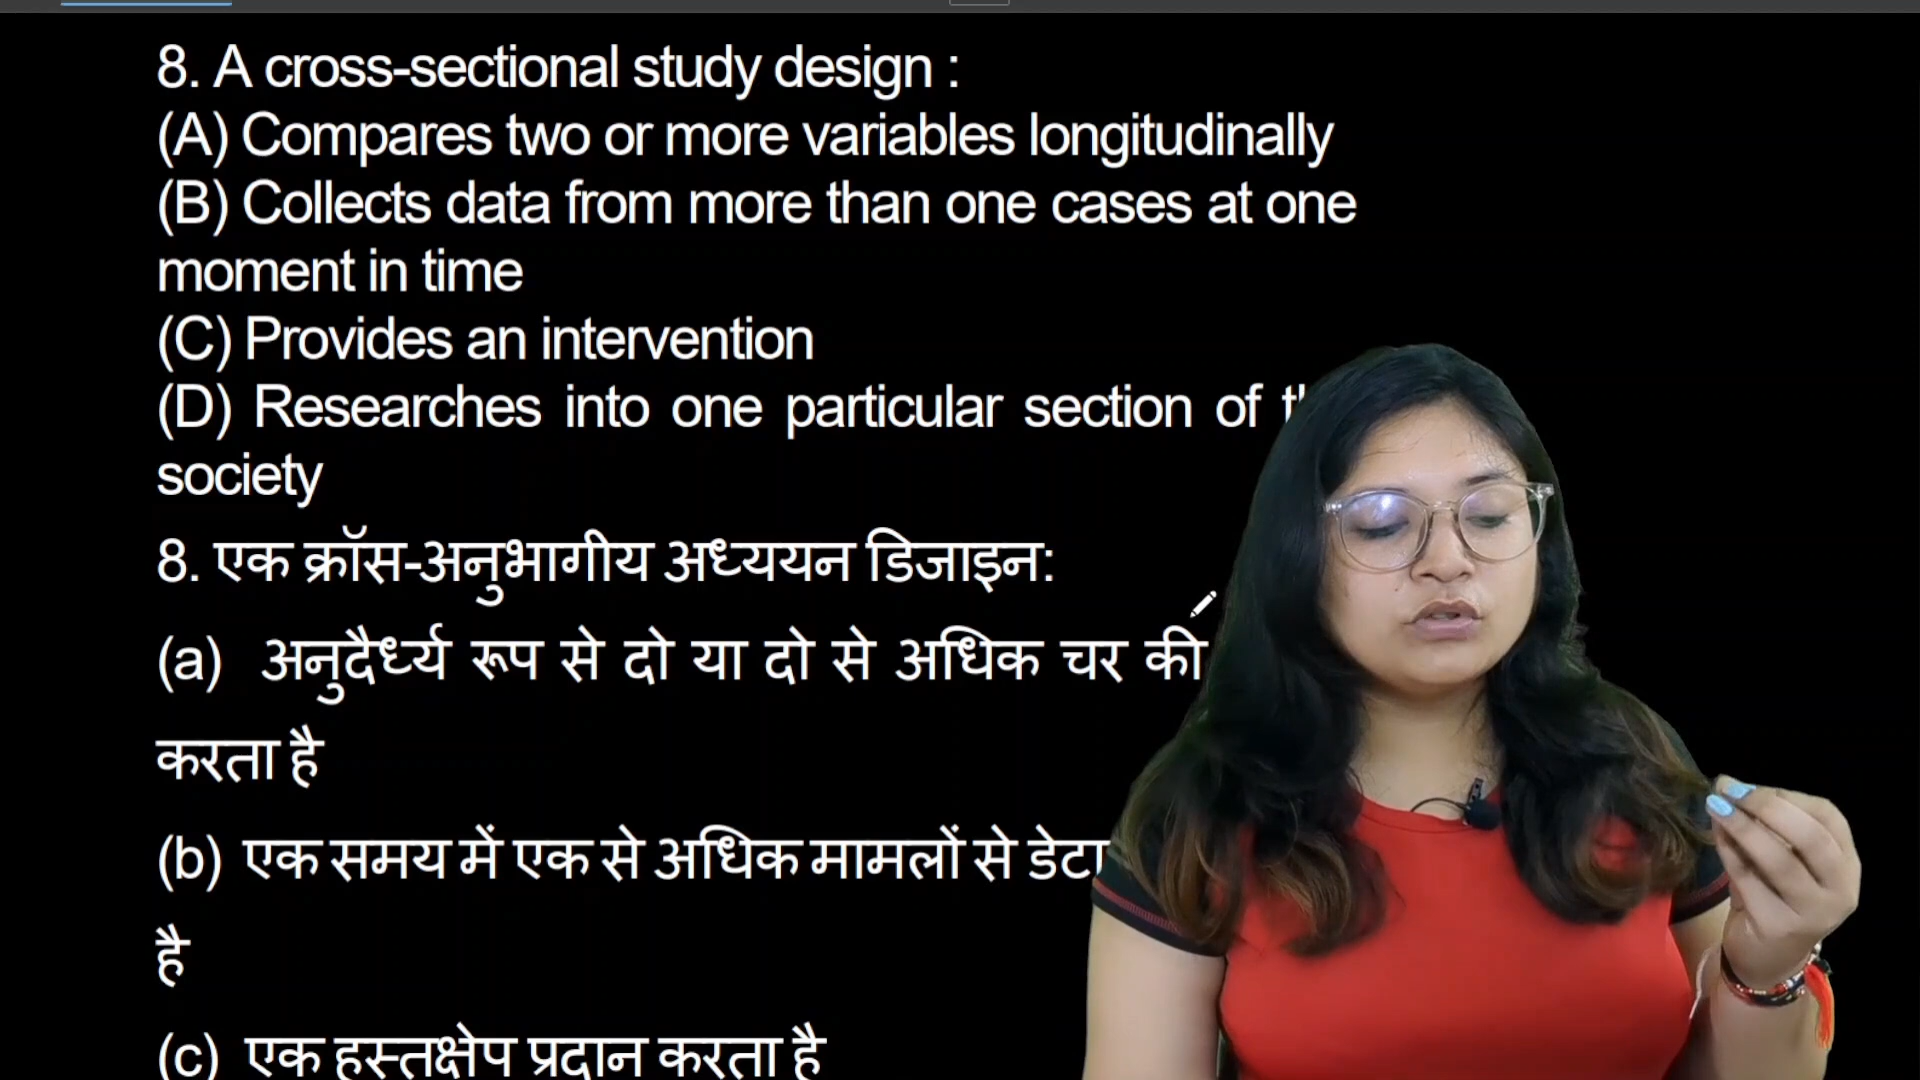 8. A cross-sectional study design :
(A) Compares two or more variables longitudinally
(B) Collects data from more than one cases at one
moment in time
(C) Provides an intervention
(D) Researches into one particular section of
society
8. एक क्रॉस-अनुभागीय अध्ययन डिजाइन:
(a) अनुदैर्ध्य रूप से दो या दो से अधिक चर की
करता है
(b) एक समय में एक से अधिक मामलों से डेटा
है
(c) एक हस्तक्षेप प्रदान करता है